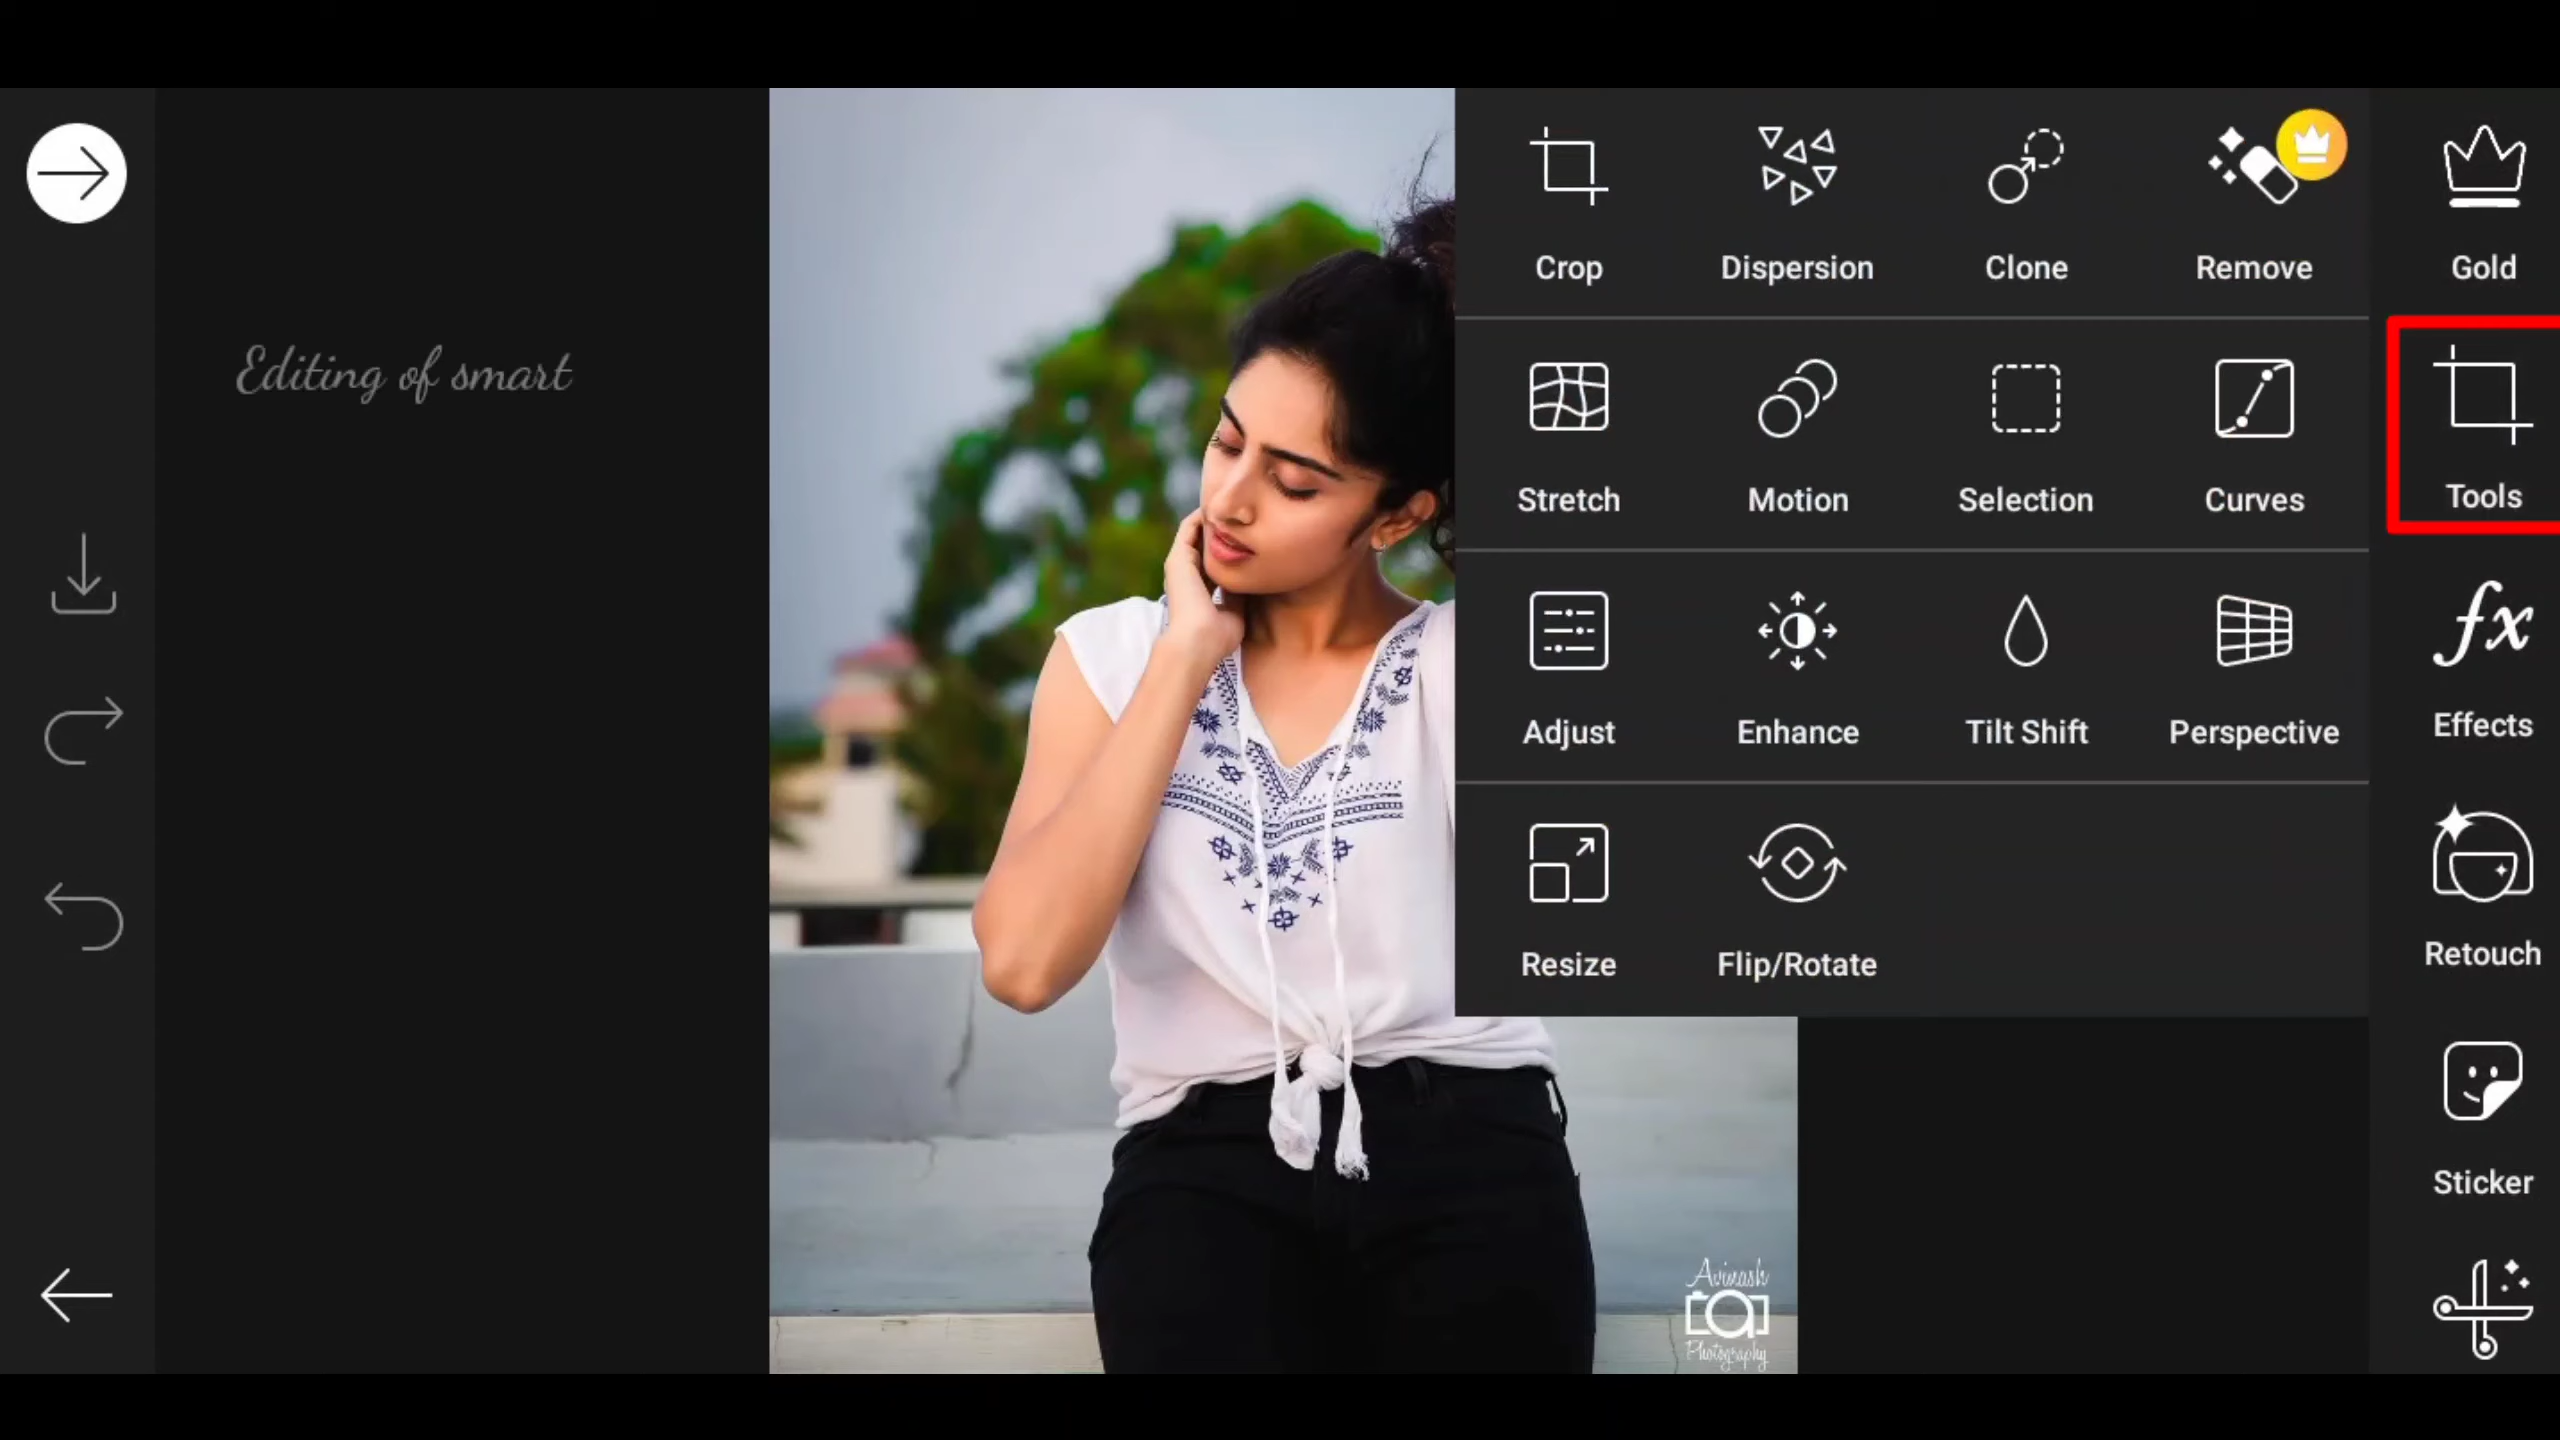 Editing of smart
Crop
Dispersion
Clone
Remove
Stretch
Motion
Selection
Curves
Adjust
Enhance
Tilt Shift
Perspective
Resize
Flip/Rotate
Gold
Tools
fx
Effects
Retouch
Sticker
Avinash
Photography